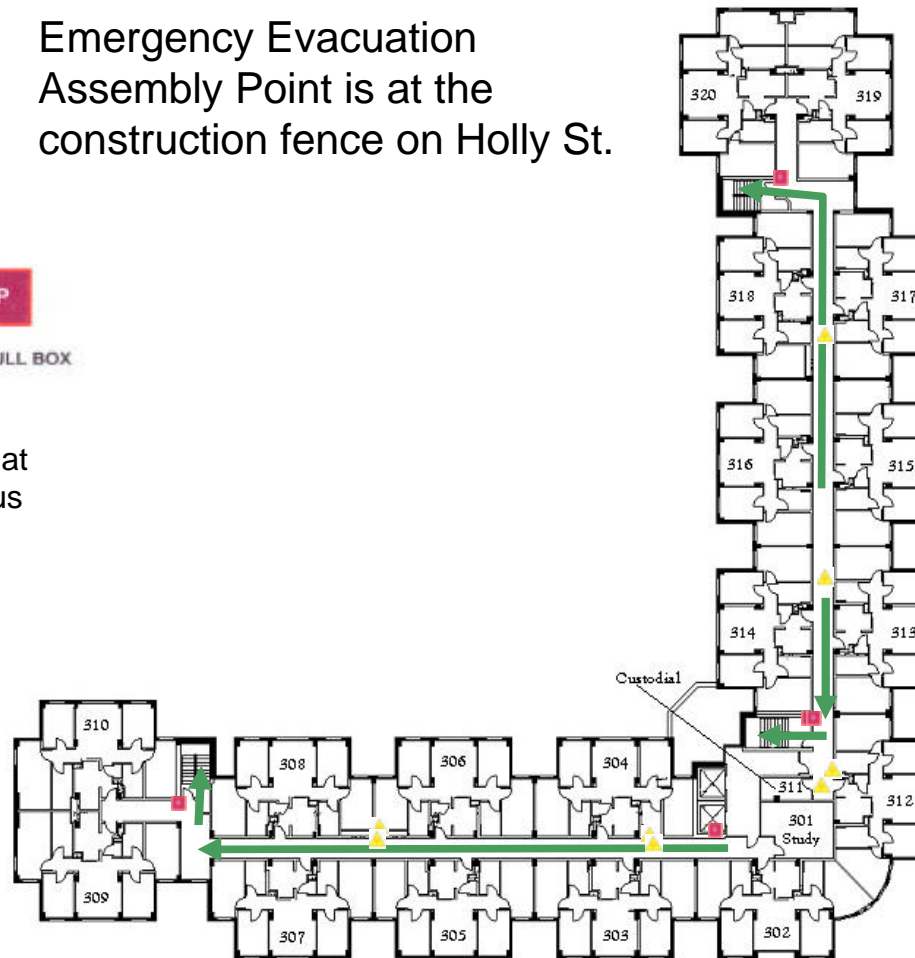 Emergency Evacuation
Assembly Point is at the
construction fence on Holly St.
P
ULL BOX
at
us
320
319
318
317
316
315
314
313
Custodial
310
308
306
304
311
312
301
Study
309
307
305
303
302